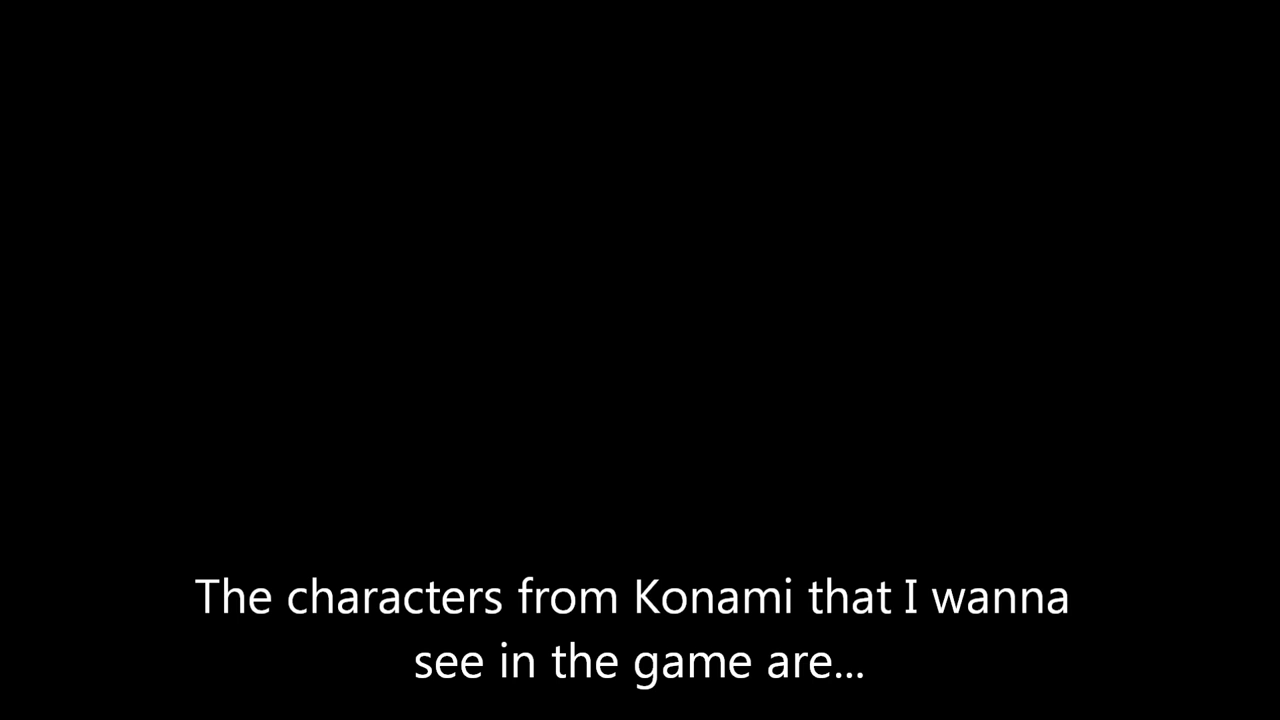 The characters from Konami that I wanna
see in the game are...